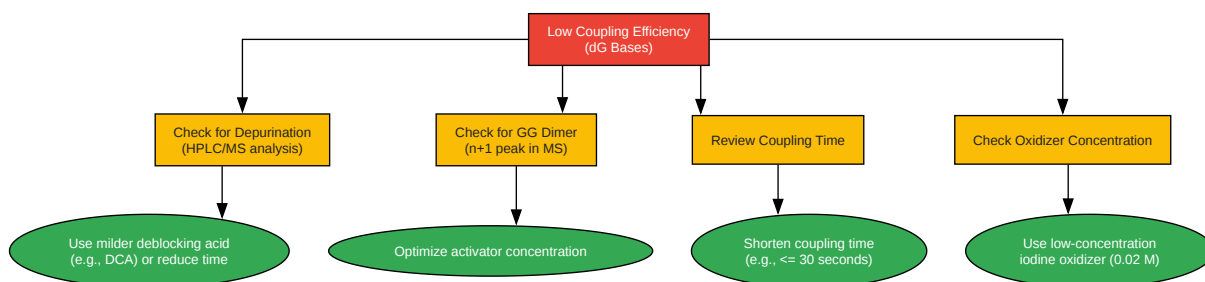 Low Coupling Efficiency
(dG Bases)
Check for Depurination
(HPLC/MS analysis)
Check for GG Dimer
(n+1 peak in MS)
Review Coupling Time
Check Oxidizer Concentration
Use milder deblocking acid
(e.g., DCA) or reduce time
Optimize activator concentration
Shorten coupling time
(e.g., <= 30 seconds)
Use low-concentration
iodine oxidizer (0.02 M)